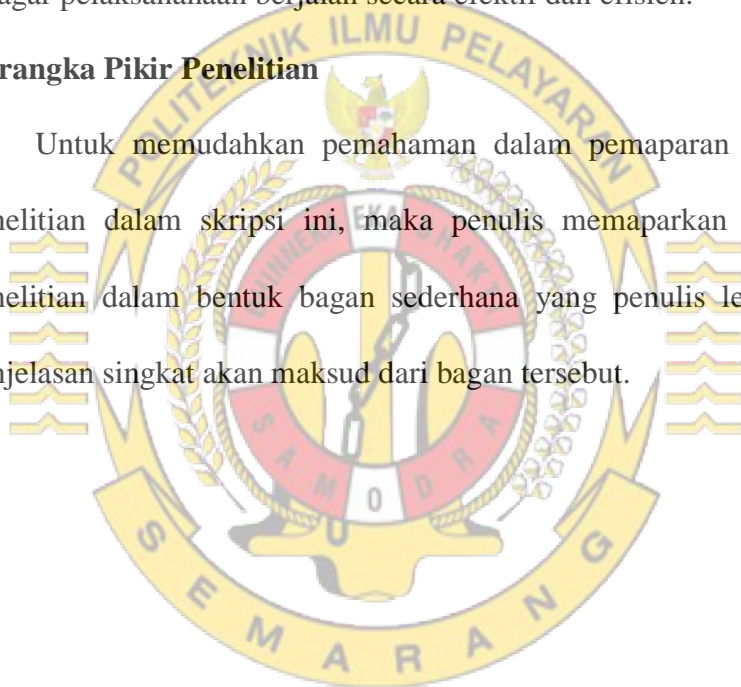 agar pelaksanahaan berjalan secara efektif dan efisien.
rangka Pikir Penelitian
Untuk memudahkan pemahaman dalam pemaparan
nelitian dalam skripsi ini, maka penulis memaparkan
nelitian dalam bentuk bagan sederhana yang penulis le
njelasan singkat akan maksud dari bagan tersebut.
POLITEKNIK ILMU PELAYARAN
SAMODRA
SEMARANG